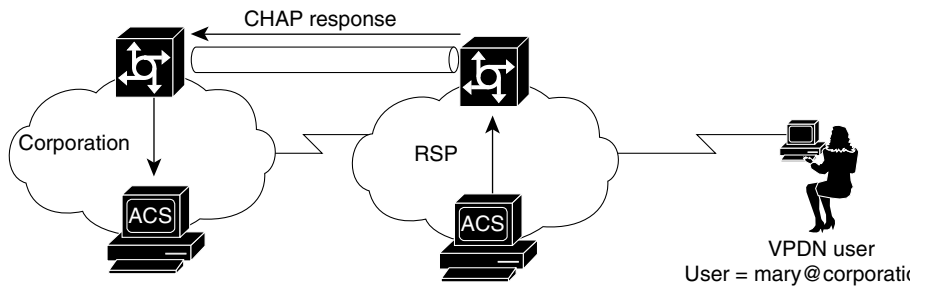 CHAP response
Corporation
RSP
ACS
ACS
VPDN user
User = mary@corporati